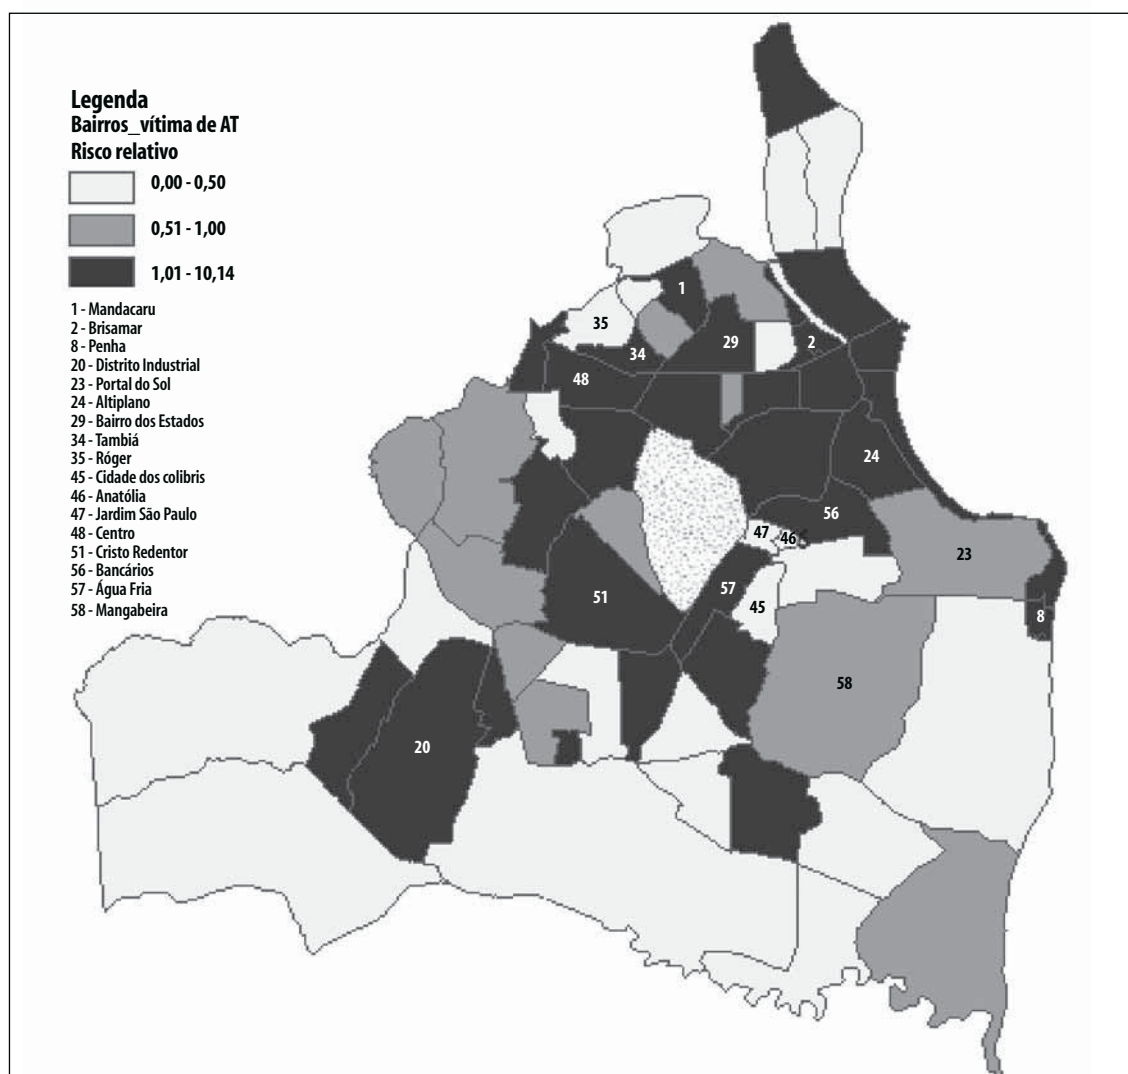 Legenda
Bairros_vítima de AT
Risco relativo
0,00 - 0,50
0,51 - 1,00
1,01 - 10,14
1 - Mandacaru
2 - Brisamar
8 - Penha
20 - Distrito Industrial
23 - Portal do Sol
24 - Altiplano
29 - Bairro dos Estados
34 - Tambiá
35 - Róger
45 - Cidade dos colibris
46 - Anatólia
47 - Jardim São Paulo
48 - Centro
51 - Cristo Redentor
56 - Bancários
57 - Água Fria
58 - Mangabeira
1
35
29
2
34
48
24
56
47
46
23
57
51
45
8
58
20